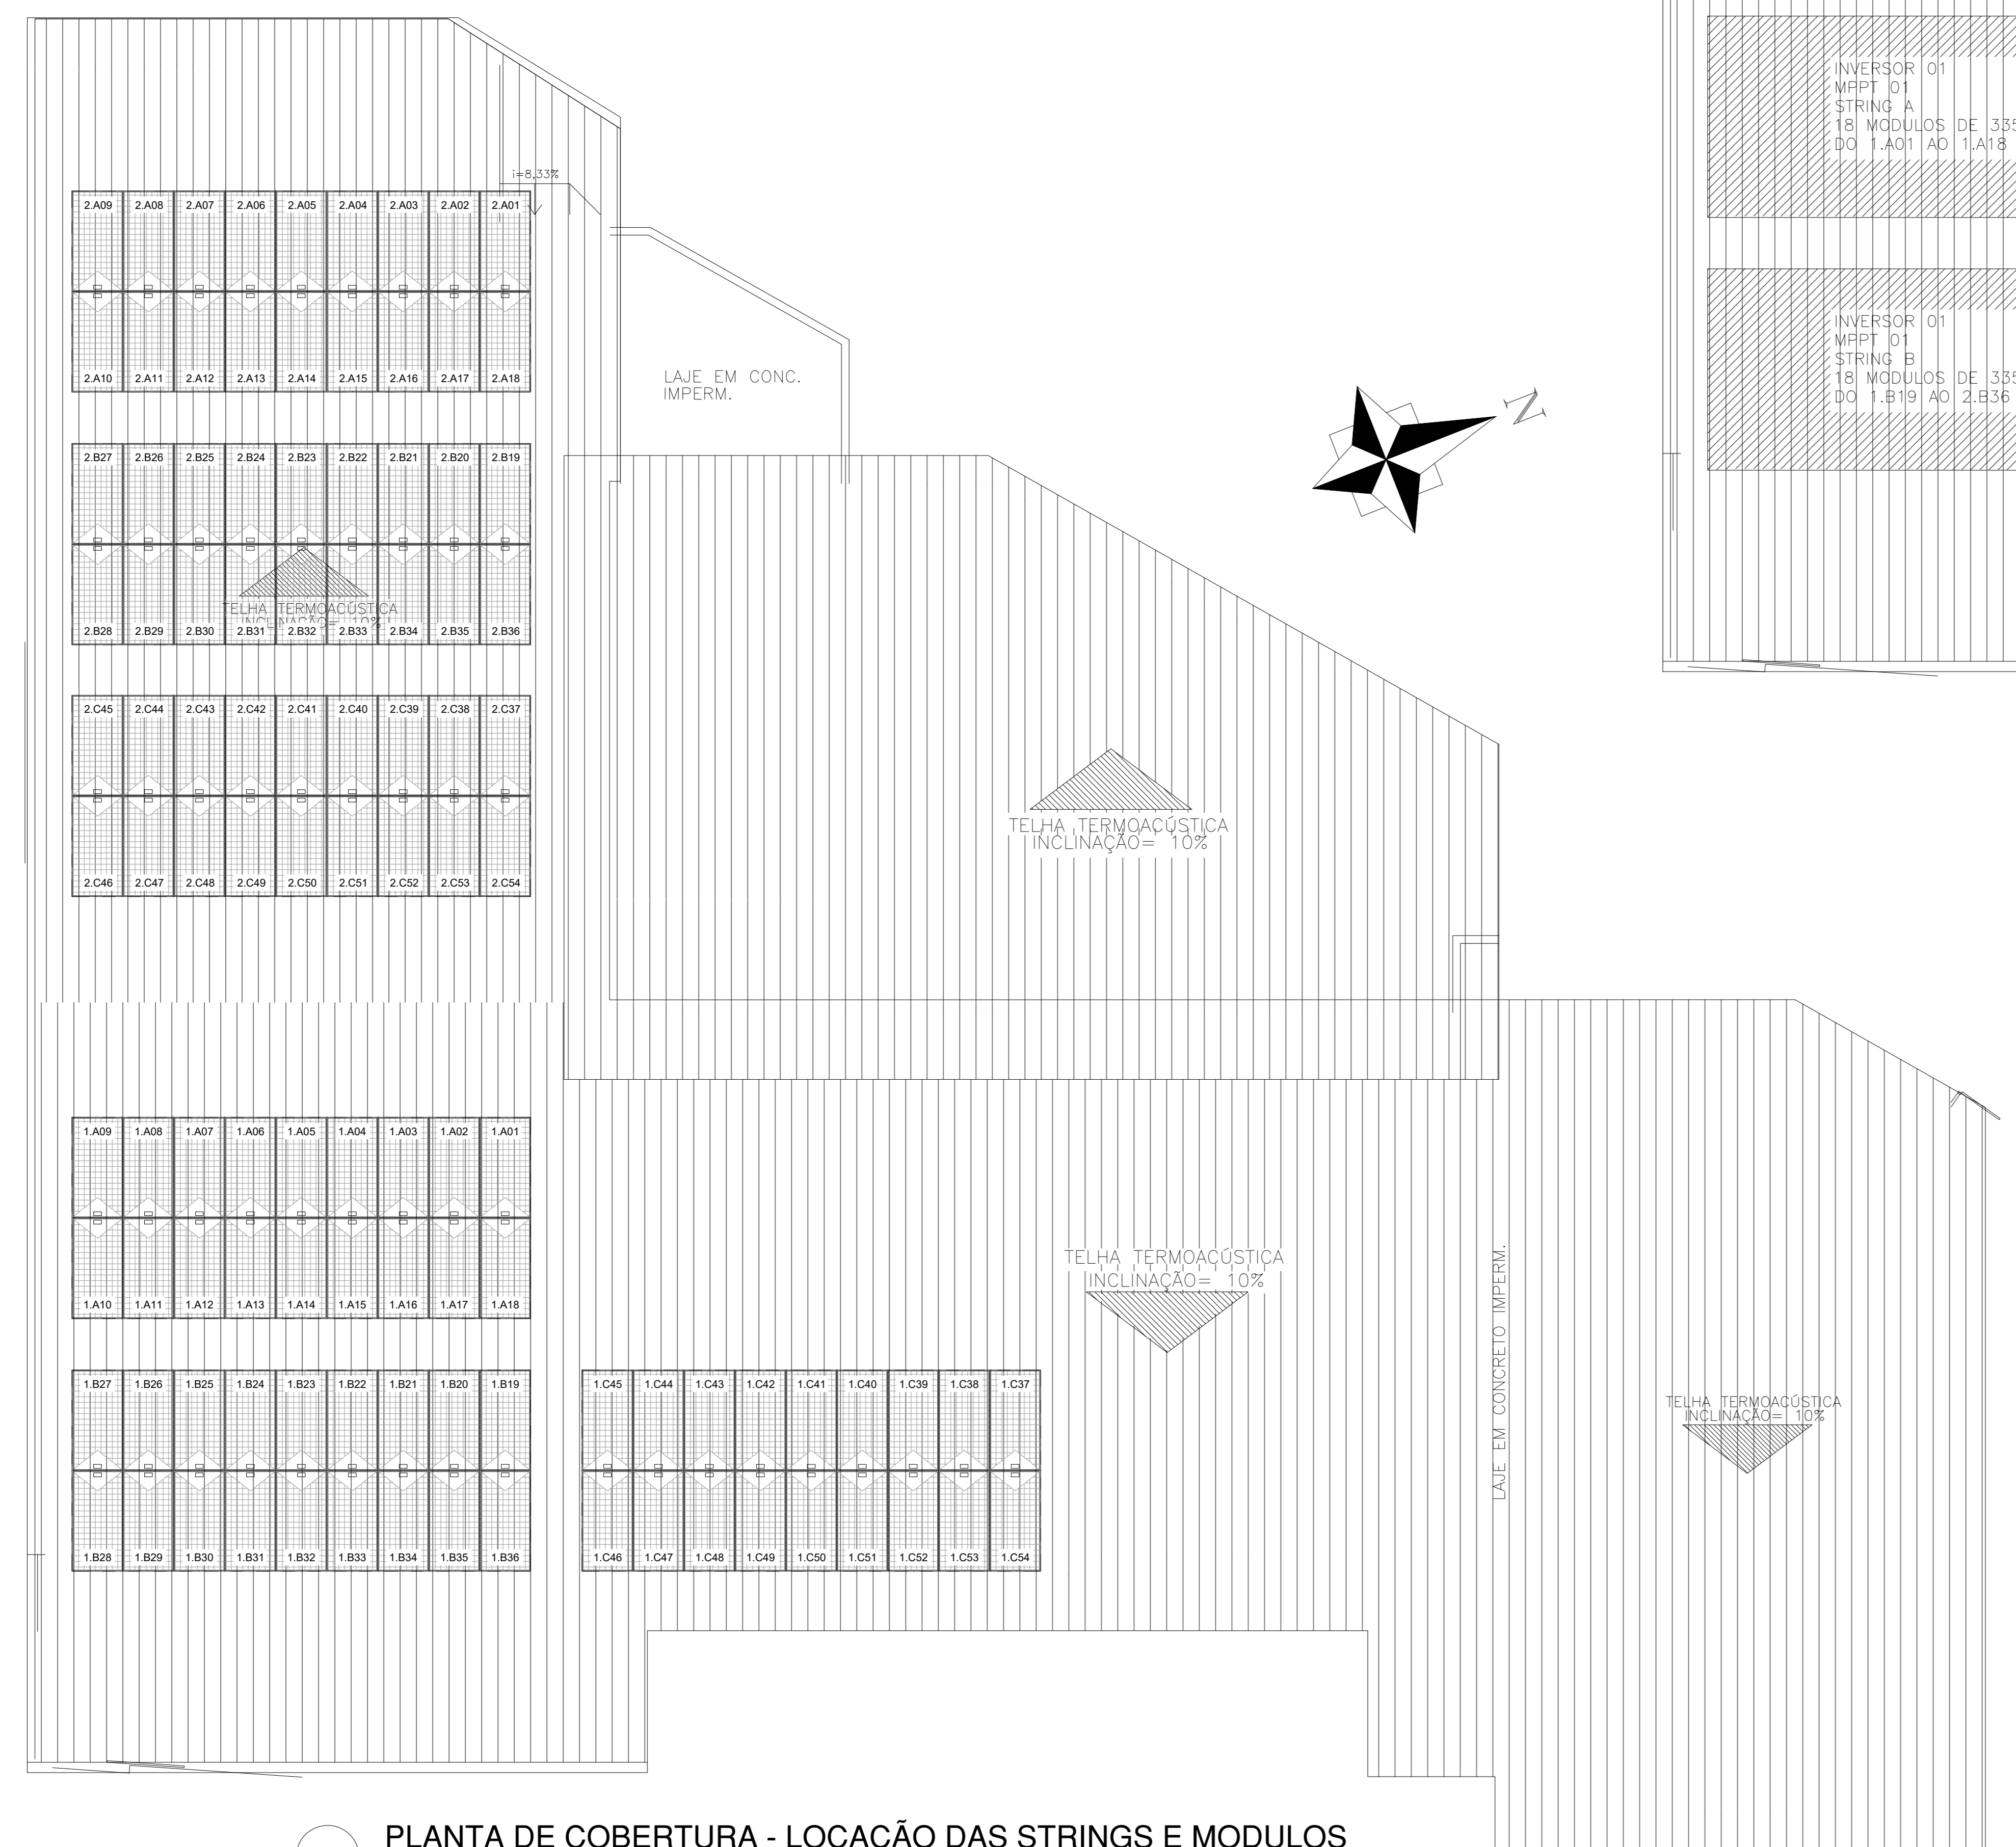 INVERSOR 01
MPPT 01
STRING A
18 MODULOS DE 335
DO 1.A01 AO 1.A18
i=8,33%
2.A09 2.A08 2.A07 2.A06 2.A05 2.A04 2.A03 2.A02 2.A01
INVERSOR 01
MPPT 01
STRING B
18 MODULOS DE 335
DO 1.B19 AO 2.B36
2.A10 2.A11 2.A12 2.A13 2.A14 2.A15 2.A16 2.A17 2.A18
LAJE EM CONC.
IMPERM.
N
2.B27 2.B26 2.B25 2.B24 2.B23 2.B22 2.B21 2.B20 2.B19
TELHA TERMOACÚSTICA
INCLINAÇÃO= 10%
2.B28 2.B29 2.B30 2.B31 2.B32 2.B33 2.B34 2.B35 2.B36
2.C45 2.C44 2.C43 2.C42 2.C41 2.C40 2.C39 2.C38 2.C37
TELHA TERMOACÚSTICA
INCLINAÇÃO= 10%
2.C46 2.C47 2.C48 2.C49 2.C50 2.C51 2.C52 2.C53 2.C54
1.A09 1.A08 1.A07 1.A06 1.A05 1.A04 1.A03 1.A02 1.A01
TELHA TERMOACÚSTICA
INCLINAÇÃO= 10%
1.A10 1.A11 1.A12 1.A13 1.A14 1.A15 1.A16 1.A17 1.A18
LAJE EM CONCRETO IMPERM.
1.B27 1.B26 1.B25 1.B24 1.B23 1.B22 1.B21 1.B20 1.B19
1.C45 1.C44 1.C43 1.C42 1.C41 1.C40 1.C39 1.C38 1.C37
TELHA TERMOACÚSTICA
INCLINAÇÃO= 10%
1.B28 1.B29 1.B30 1.B31 1.B32 1.B33 1.B34 1.B35 1.B36
1.C46 1.C47 1.C48 1.C49 1.C50 1.C51 1.C52 1.C53 1.C54
PLANTA DE COBERTURA - LOCAÇÃO DAS STRINGS E MODULOS